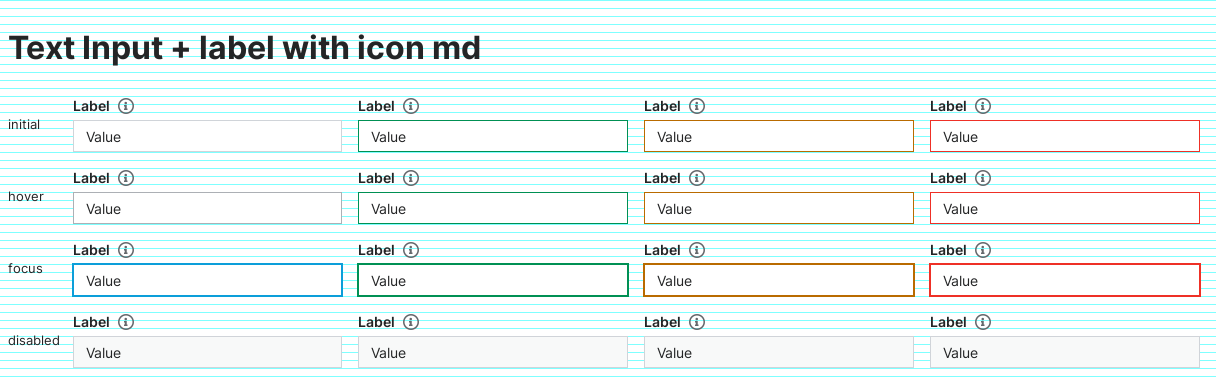 Text Input + label with icon md
Label Label Label Label
initial Value Value Value Value
Label Label Label Label
hover Value Value Value Value
Label Label Label Label
focus Value Value Value Value
Label Label Label Label
disabled Value Value Value Value